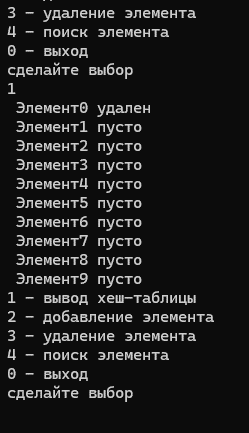 3 – удаление элемента
4 – поиск элемента
0 – выход
сделайте выбор
1
Элемент0 удален
Элемент1 пусто
Элемент2 пусто
Элемент3 пусто
Элемент4 пусто
Элемент5 пусто
Элемент6 пусто
Элемент7 пусто
Элемент8 пусто
Элемент9 пусто
1 – вывод хеш-таблицы
2 – добавление элемента
3 – удаление элемента
4 – поиск элемента
0 – выход
сделайте выбор